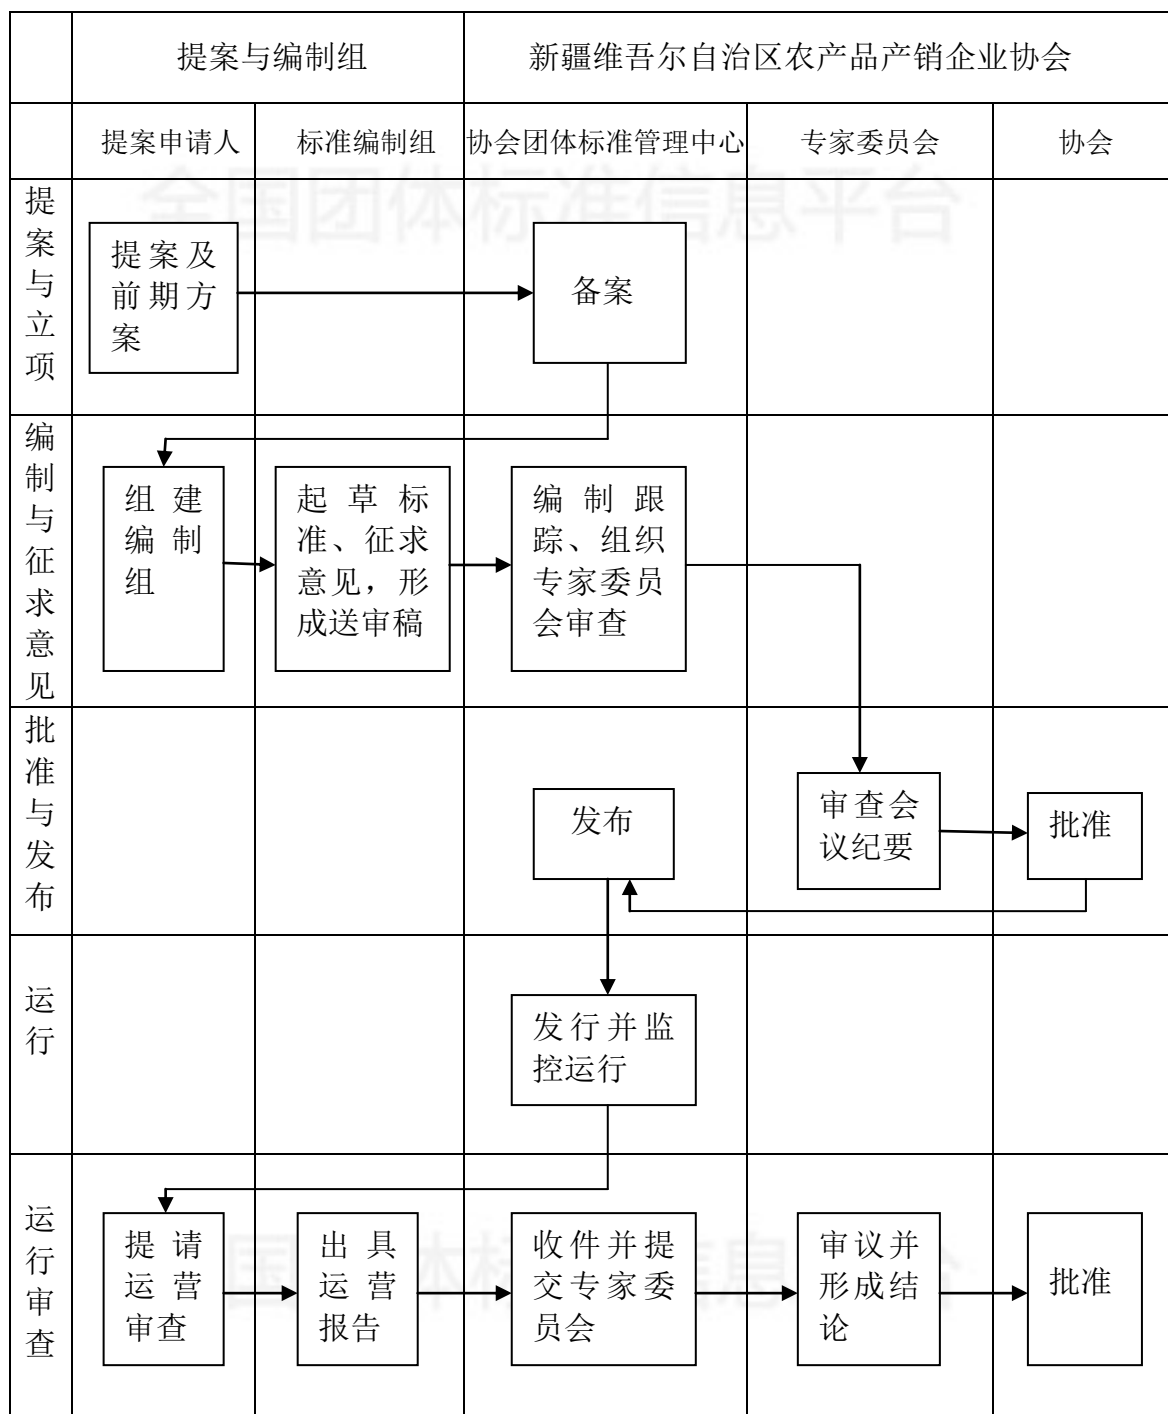 提案与编制组
新疆维吾尔自治区农产品产销企业协会
提案申请人
标准编制组
协会团体标准管理中心
专家委员会
协会
全国团体标准信息平台
提案与立项
提案及
前期方
案
备案
编制与征求意见
组建
编制
组
起草标
准、征求
意见，形
成送审稿
编制跟
踪、组织
专家委员
会审查
批准与发布
发布
审查会
议纪要
批准
运行
发行并监
控运行
运行审查
提请
运营
审查
出具
运营
报告
收件并提
交专家委
员会
审议并
形成结
论
批准